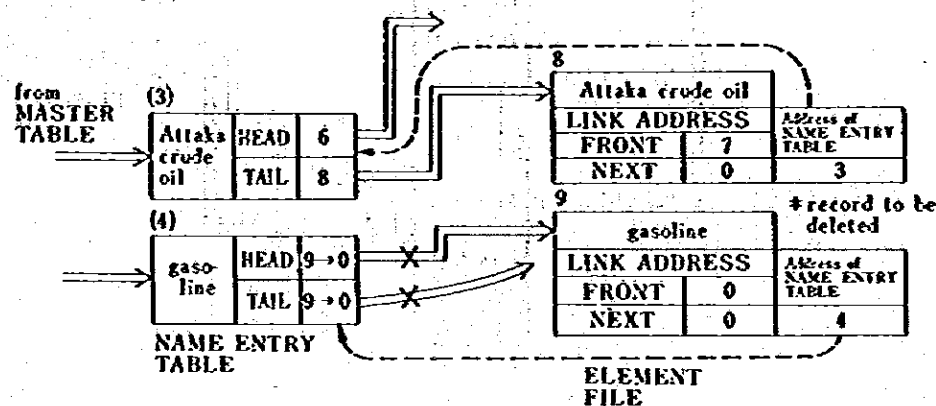 from
MASTER
TABLE
(3)
Attaka
crude
oil
HEAD
6
TAIL
8
8
Attaka crude oil
LINK ADDRESS
FRONT
7
NEXT
0
Address of
NAME ENTRY
TABLE
3
*record to be
deleted
(4)
gaso-
line
HEAD
9→0
TAIL
9→0
NAME ENTRY
TABLE
9
gasoline
LINK ADDRESS
FRONT
0
NEXT
0
Address of
NAME ENTRY
TABLE
4
ELEMENT
FILE